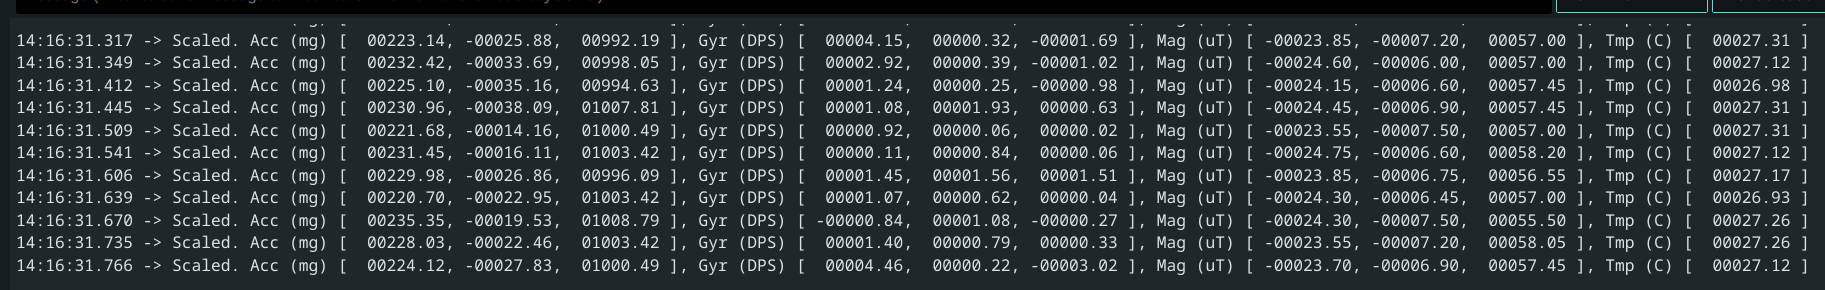 14:16:31.317 -> Scaled. Acc (mg) [  00223.14, -00025.88,  00992.19 ], Gyr (DPS) [  00004.15,  00000.32, -00001.69 ], Mag (uT) [ -00023.85, -00007.20,  00057.00 ], Tmp (C) [  00027.31 ]
14:16:31.349 -> Scaled. Acc (mg) [  00232.42, -00033.69,  00998.05 ], Gyr (DPS) [  00002.92,  00000.39, -00001.02 ], Mag (uT) [ -00024.60, -00006.00,  00057.00 ], Tmp (C) [  00027.12 ]
14:16:31.412 -> Scaled. Acc (mg) [  00225.10, -00035.16,  00994.63 ], Gyr (DPS) [  00001.24,  00000.25, -00000.98 ], Mag (uT) [ -00024.15, -00006.60,  00057.45 ], Tmp (C) [  00026.98 ]
14:16:31.445 -> Scaled. Acc (mg) [  00230.96, -00038.09,  01007.81 ], Gyr (DPS) [  00001.08,  00001.93,  00000.63 ], Mag (uT) [ -00024.45, -00006.90,  00057.45 ], Tmp (C) [  00027.31 ]
14:16:31.509 -> Scaled. Acc (mg) [  00221.68, -00014.16,  01000.49 ], Gyr (DPS) [  00000.92,  00000.06,  00000.02 ], Mag (uT) [ -00023.55, -00007.50,  00057.00 ], Tmp (C) [  00027.31 ]
14:16:31.541 -> Scaled. Acc (mg) [  00231.45, -00016.11,  01003.42 ], Gyr (DPS) [  00000.11,  00000.84,  00000.06 ], Mag (uT) [ -00024.75, -00006.60,  00058.20 ], Tmp (C) [  00027.12 ]
14:16:31.606 -> Scaled. Acc (mg) [  00229.98, -00026.86,  00996.09 ], Gyr (DPS) [  00001.45,  00001.56,  00001.51 ], Mag (uT) [ -00023.85, -00006.75,  00056.55 ], Tmp (C) [  00027.17 ]
14:16:31.639 -> Scaled. Acc (mg) [  00220.70, -00022.95,  01003.42 ], Gyr (DPS) [  00001.07,  00000.62,  00000.04 ], Mag (uT) [ -00024.30, -00006.45,  00057.00 ], Tmp (C) [  00026.93 ]
14:16:31.670 -> Scaled. Acc (mg) [  00235.35, -00019.53,  01008.79 ], Gyr (DPS) [ -00000.84,  00001.08, -00000.27 ], Mag (uT) [ -00024.30, -00007.50,  00055.50 ], Tmp (C) [  00027.26 ]
14:16:31.735 -> Scaled. Acc (mg) [  00228.03, -00022.46,  01003.42 ], Gyr (DPS) [  00001.40,  00000.79,  00000.33 ], Mag (uT) [ -00023.55, -00007.20,  00058.05 ], Tmp (C) [  00027.26 ]
14:16:31.766 -> Scaled. Acc (mg) [  00224.12, -00027.83,  01000.49 ], Gyr (DPS) [  00004.46,  00000.22, -00003.02 ], Mag (uT) [ -00023.70, -00006.90,  00057.45 ], Tmp (C) [  00027.12 ]